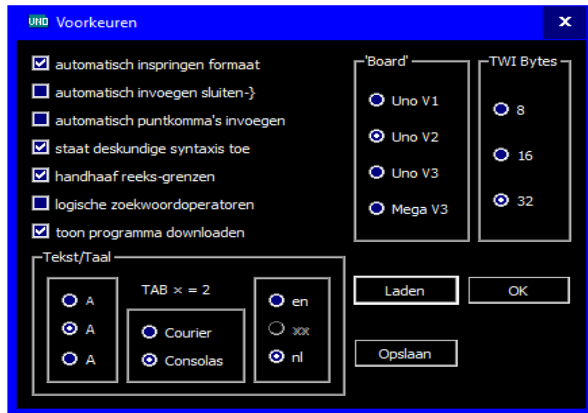 UNO Voorkeuren x
automatisch inspringen formaat
automatisch invoegen sluiten-}
automatisch puntkomma's invoegen
staat deskundige syntaxis toe
handhaaf reeks-grenzen
logische zoekwoordoperatoren
toon programma downloaden
'Board'
Uno V1
Uno V2
Uno V3
Mega V3
TWI Bytes
8
16
32
Tekst/Taal
A
A
A
TAB × = 2
Courier
Consolas
en
xx
nl
Laden
OK
Opslaan